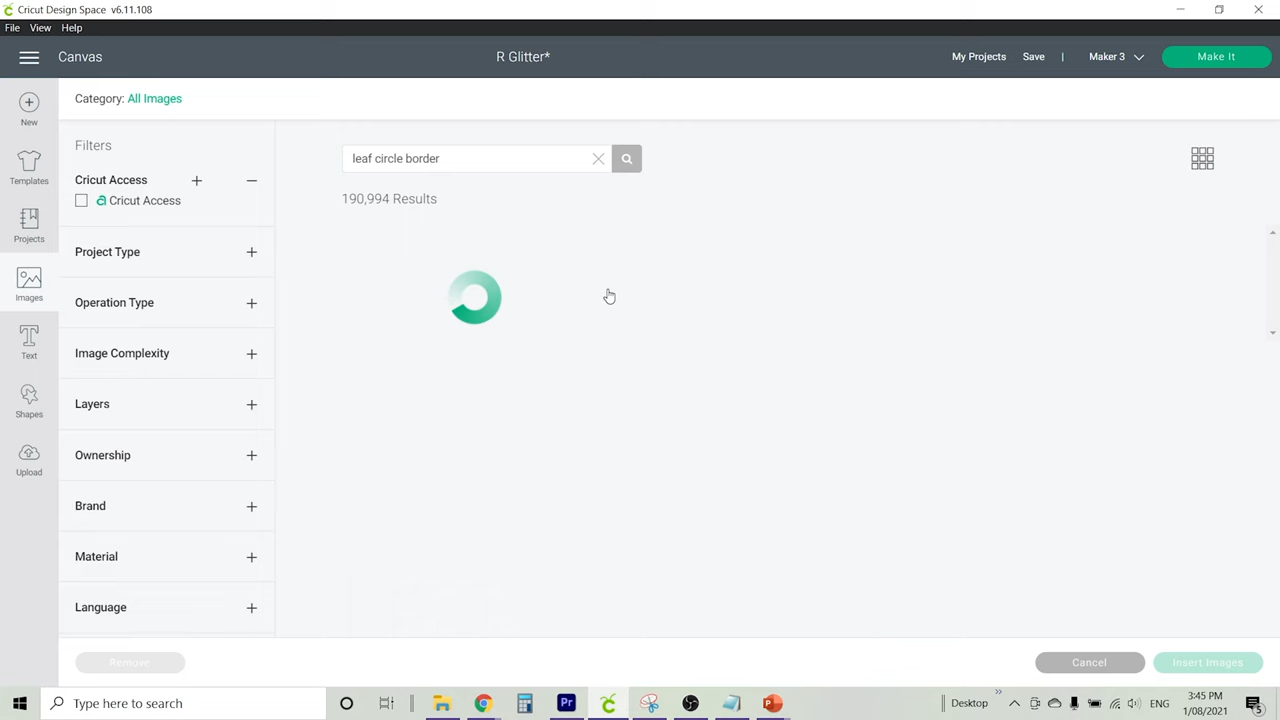 Cricut Design Space v6.11.108
File View Help
Canvas
R Glitter*
My Projects Save | Maker 3 Make It
New
Templates
Projects
Images
Text
Shapes
Upload
Category: All Images
Filters
Cricut Access
Cricut Access
Project Type
Operation Type
Image Complexity
Layers
Ownership
Brand
Material
Language
leaf circle border
190,994 Results
Remove
Cancel Insert Images
Type here to search
Pr
Desktop
ENG
3:45 PM
1/08/2021
5